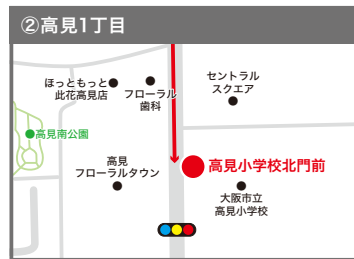 ②高見1丁目
ほっともっと
此花高見店
フローラル
歯科
セントラル
スクエア
高見南公園
高見
フローラルタウン
高見小学校北門前
大阪市立
高見小学校